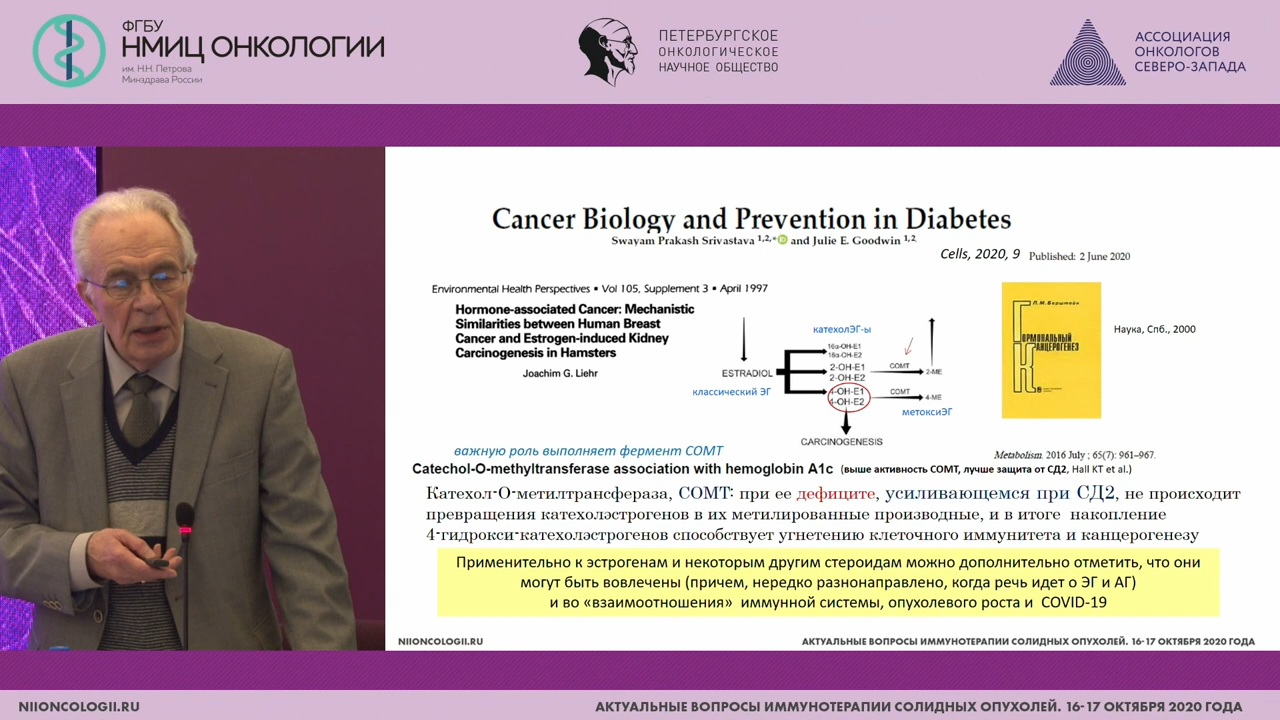 ФГБУ
НМИЦ ОНКОЛОГИИ
им. Н.Н. Петрова
Минздрава России
ПЕТЕРБУРГСКОЕ
ОНКОЛОГИЧЕСКОЕ
НАУЧНОЕ ОБЩЕСТВО
АССОЦИАЦИЯ
ОНКОЛОГОВ
СЕВЕРО-ЗАПАДА
Cancer Biology and Prevention in Diabetes
Swayam Prakash Srivastava 1,2,* and Julie E. Goodwin 1,2
Cells, 2020, 9 Published: 2 June 2020
Environmental Health Perspectives • Vol 105, Supplement 3 • April 1997
Hormone-associated Cancer: Mechanistic
Similarities between Human Breast
Cancer and Estrogen-induced Kidney
Carcinogenesis in Hamsters
Joachim G. Liehr
ESTRADIOL
классический ЭГ
катехолЭГ-ы
16α-OH-E1
16α-OH-E2
2-OH-E1
2-OH-E2
4-OH-E1
4-OH-E2
COMT
2-ME
COMT
4-ME
метоксиЭГ
CARCINOGENESIS
Л.М. Берштейн
ГОРМОНАЛЬНЫЙ
КАНЦЕРОГЕНЕЗ
Наука, Спб., 2000
важную роль выполняет фермент COMT
Metabolism. 2016 July ; 65(7): 961–967.
Catechol-O-methyltransferase association with hemoglobin A1c (выше активность COMT, лучше защита от СД2, Hall KT et al.)
Катехол-О-метилтрансфераза, COMT: при ее дефиците, усиливающемся при СД2, не происходит
превращения катехолэстрогенов в их метилированные производные, и в итоге накопление
4-гидрокси-катехолэстрогенов способствует угнетению клеточного иммунитета и канцерогенезу
Применительно к эстрогенам и некоторым другим стероидам можно дополнительно отметить, что они
могут быть вовлечены (причем, нередко разнонаправлено, когда речь идет о ЭГ и АГ)
и во «взаимоотношения» иммунной системы, опухолевого роста и COVID-19
NIIONCOLOGII.RU
АКТУАЛЬНЫЕ ВОПРОСЫ ИММУНОТЕРАПИИ СОЛИДНЫХ ОПУХОЛЕЙ. 16-17 ОКТЯБРЯ 2020 ГОДА
NIIONCOLOGII.RU
АКТУАЛЬНЫЕ ВОПРОСЫ ИММУНОТЕРАПИИ СОЛИДНЫХ ОПУХОЛЕЙ. 16-17 ОКТЯБРЯ 2020 ГОДА